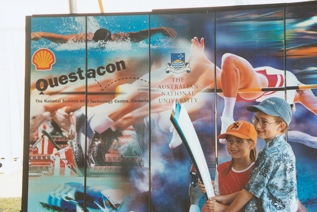 Questacon
The National Science and Technology Centre, Canberra
THE
AUSTRALIAN
NATIONAL
UNIVERSITY